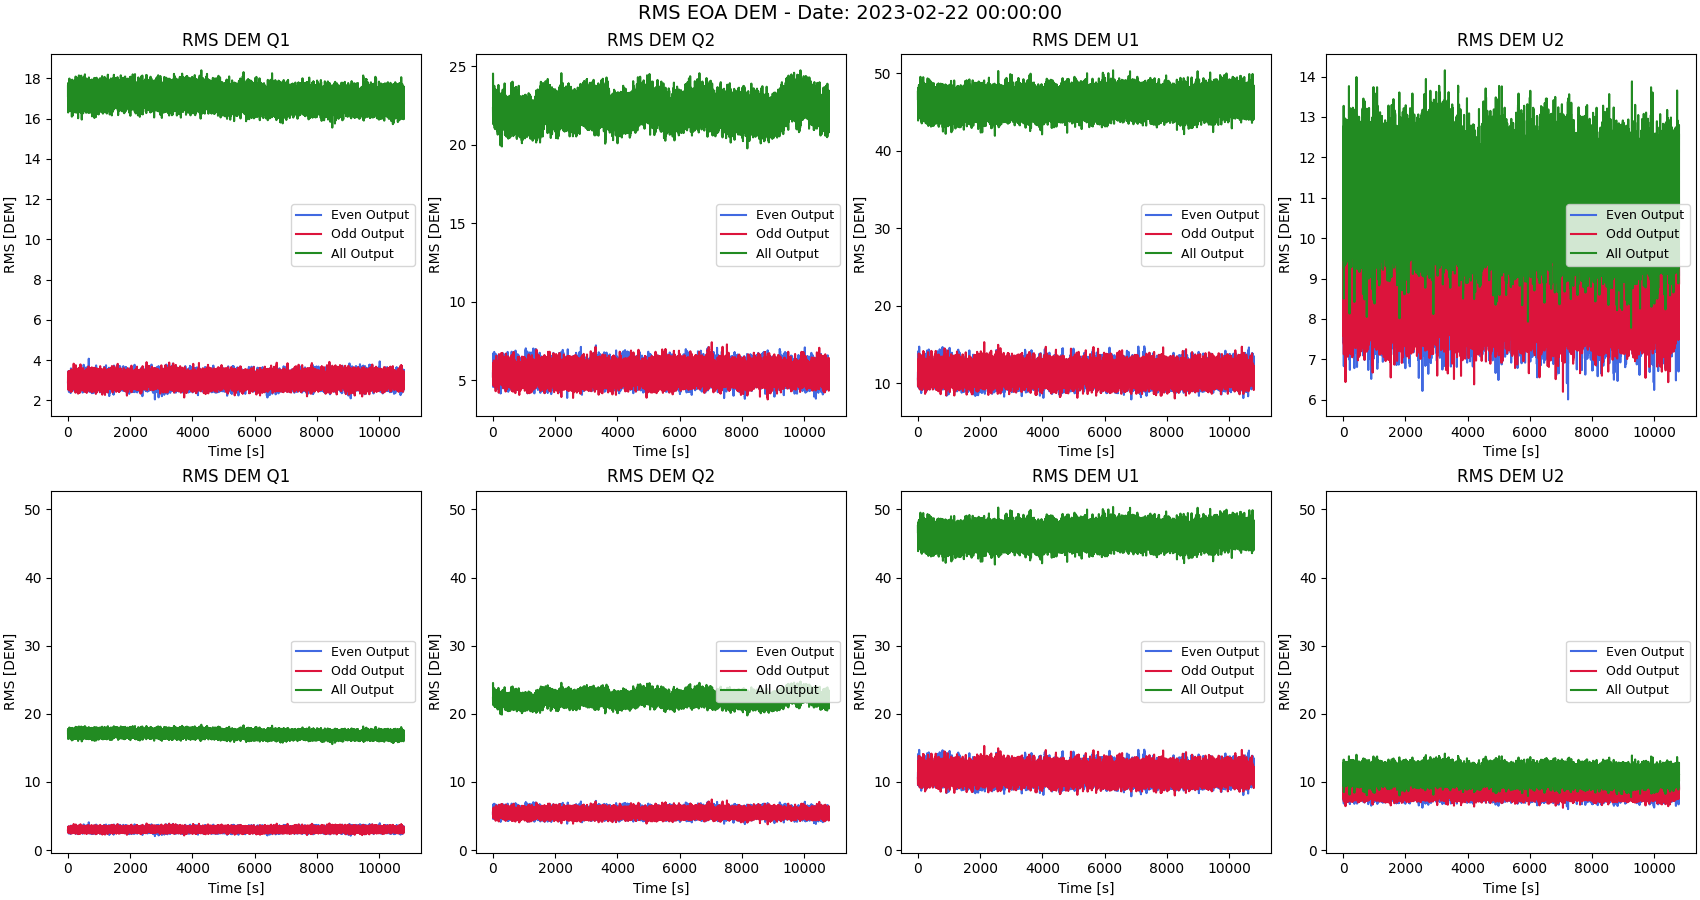 RMS EOA DEM - Date: 2023-02-22 00:00:00
RMS DEM Q1
RMS DEM Q2
RMS DEM U1
RMS DEM U2
RMS [DEM]
18
16
14
12
10
8
6
4
2
Even Output
Odd Output
All Output
0 2000 4000 6000 8000 10000
Time [s]
RMS [DEM]
25
20
15
10
5
Even Output
Odd Output
All Output
0 2000 4000 6000 8000 10000
Time [s]
RMS [DEM]
50
40
30
20
10
Even Output
Odd Output
All Output
0 2000 4000 6000 8000 10000
Time [s]
RMS [DEM]
14
13
12
11
10
9
8
7
6
Even Output
Odd Output
All Output
0 2000 4000 6000 8000 10000
Time [s]
RMS DEM Q1
RMS DEM Q2
RMS DEM U1
RMS DEM U2
RMS [DEM]
50
40
30
20
10
0
Even Output
Odd Output
All Output
0 2000 4000 6000 8000 10000
Time [s]
RMS [DEM]
50
40
30
20
10
0
Even Output
Odd Output
All Output
0 2000 4000 6000 8000 10000
Time [s]
RMS [DEM]
50
40
30
20
10
0
Even Output
Odd Output
All Output
0 2000 4000 6000 8000 10000
Time [s]
RMS [DEM]
50
40
30
20
10
0
Even Output
Odd Output
All Output
0 2000 4000 6000 8000 10000
Time [s]